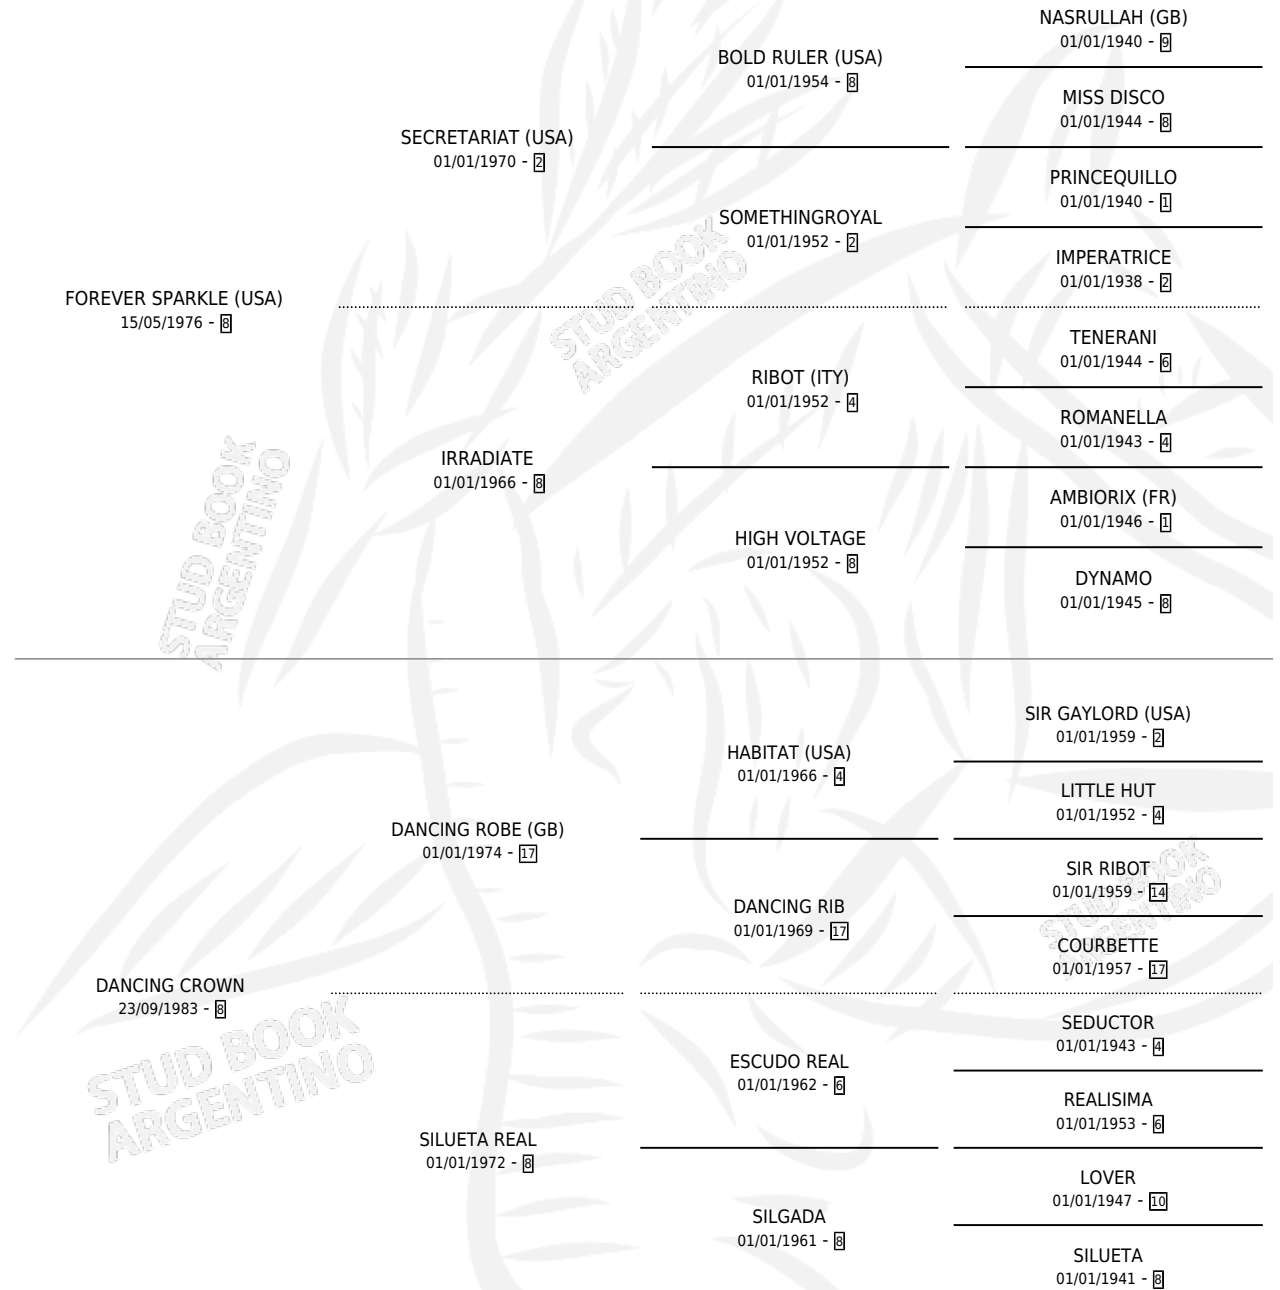 NASRULLAH (GB)
01/01/1940 - 9
BOLD RULER (USA)
01/01/1954 - 8
MISS DISCO
01/01/1944 - 8
SECRETARIAT (USA)
01/01/1970 - 2
PRINCEQUILLO
01/01/1940 - 1
SOMETHINGROYAL
01/01/1952 - 2
IMPERATRICE
01/01/1938 - 2
FOREVER SPARKLE (USA)
15/05/1976 - 8
TENERANI
01/01/1944 - 6
RIBOT (ITY)
01/01/1952 - 4
ROMANELLA
01/01/1943 - 4
IRRADIATE
01/01/1966 - 8
AMBIORIX (FR)
01/01/1946 - 1
HIGH VOLTAGE
01/01/1952 - 8
DYNAMO
01/01/1945 - 8
STUD BOOK
ARGENTINO
STUD BOOK
ARGENTINO
SIR GAYLORD (USA)
01/01/1959 - 2
HABITAT (USA)
01/01/1966 - 4
LITTLE HUT
01/01/1952 - 4
DANCING ROBE (GB)
01/01/1974 - 17
SIR RIBOT
01/01/1959 - 14
DANCING RIB
01/01/1969 - 17
COURBETTE
01/01/1957 - 17
DANCING CROWN
23/09/1983 - 8
SEDUCTOR
01/01/1943 - 4
ESCUDO REAL
01/01/1962 - 6
REALISIMA
01/01/1953 - 6
SILUETA REAL
01/01/1972 - 8
LOVER
01/01/1947 - 10
SILGADA
01/01/1961 - 8
SILUETA
01/01/1941 - 8
STUD BOOK
ARGENTINO
STUD BOOK
ARGENTINO